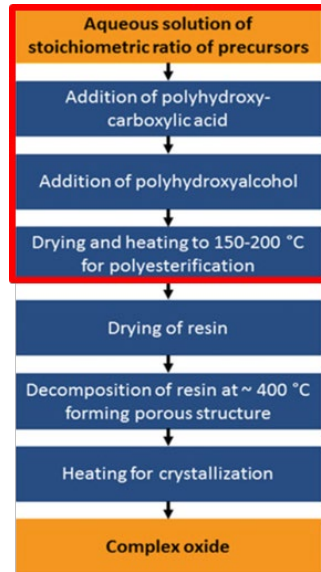 Aqueous solution of
stoichiometric ratio of precursors
Addition of polyhydroxy-
carboxylic acid
Addition of polyhydroxyalcohol
Drying and heating to 150-200 °C
for polyesterification
Drying of resin
Decomposition of resin at ~ 400 °C
forming porous structure
Heating for crystallization
Complex oxide